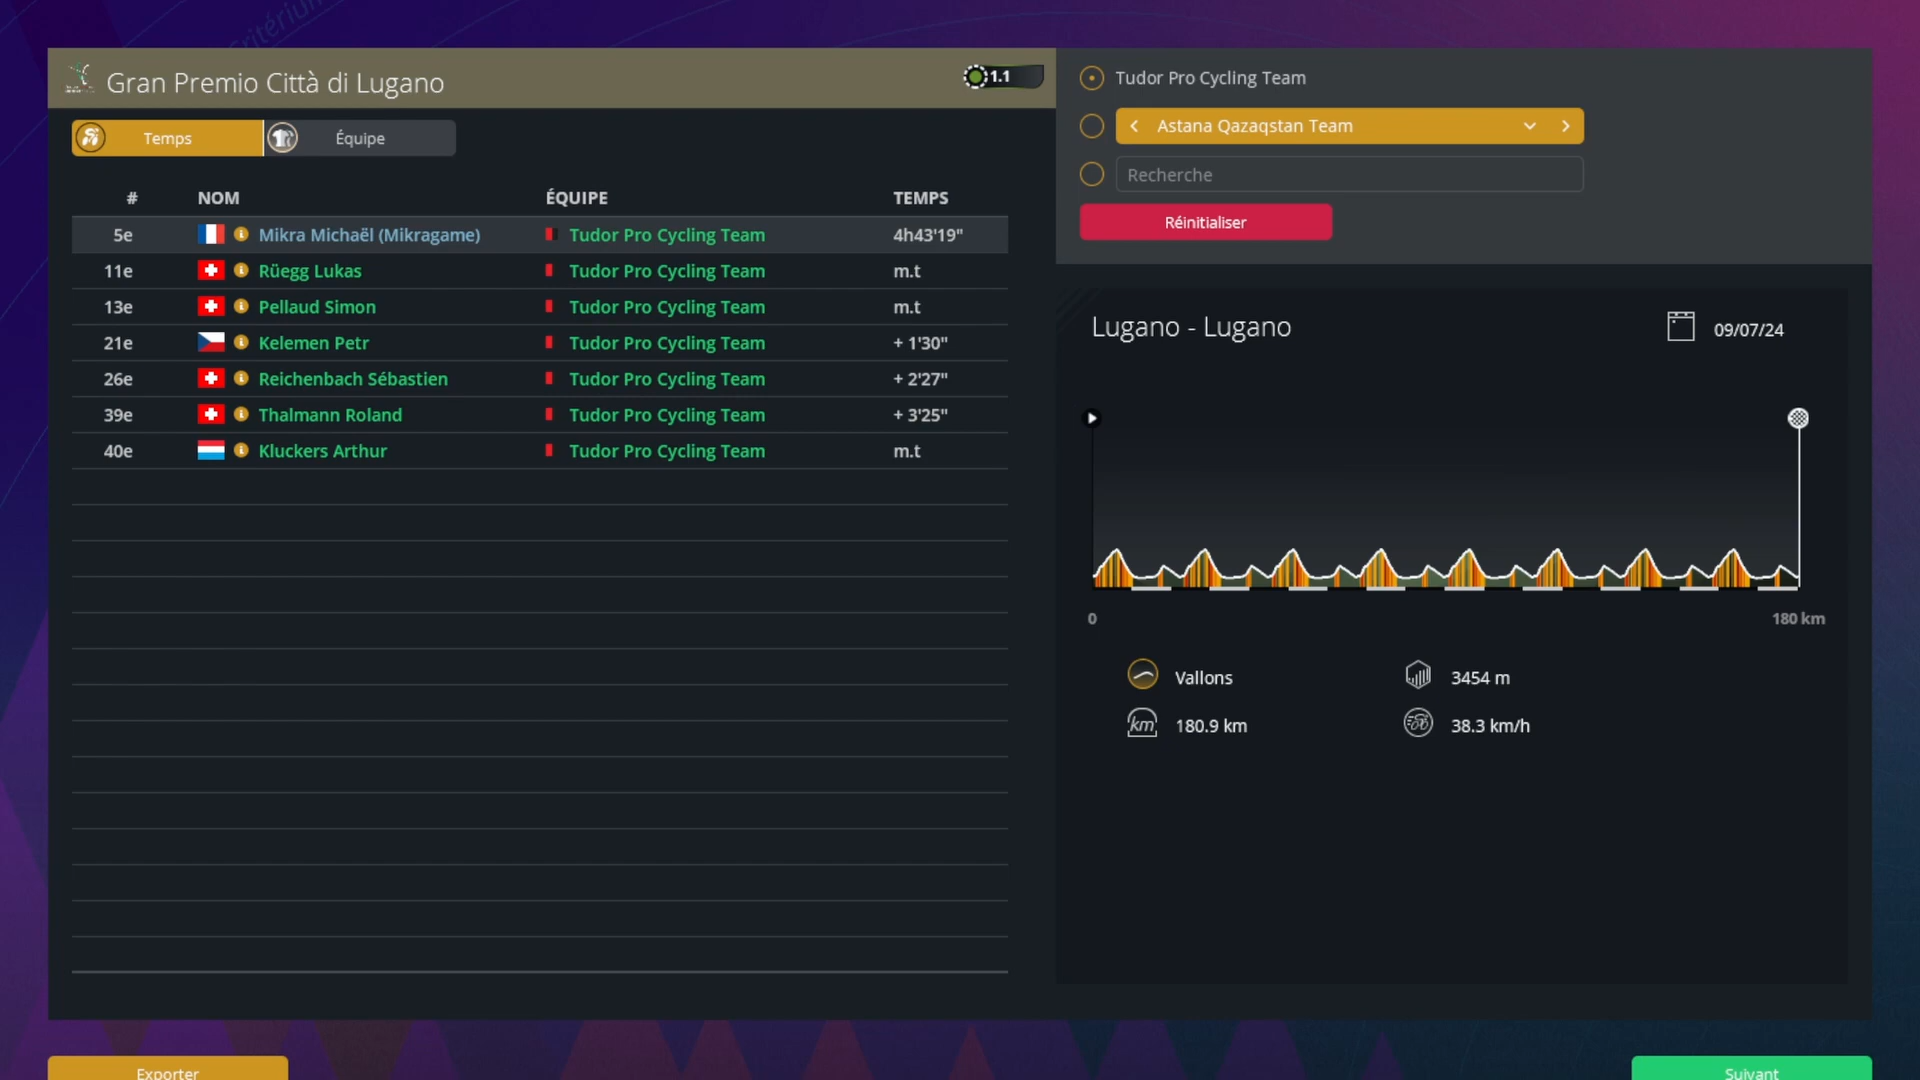 Critérium
Gran Premio Città di Lugano
1.1
Temps
Équipe
# NOM ÉQUIPE TEMPS
5e Mikra Michaël (Mikragame) Tudor Pro Cycling Team 4h43'19"
11e Rüegg Lukas Tudor Pro Cycling Team m.t
13e Pellaud Simon Tudor Pro Cycling Team m.t
21e Kelemen Petr Tudor Pro Cycling Team + 1'30"
26e Reichenbach Sébastien Tudor Pro Cycling Team + 2'27"
39e Thalmann Roland Tudor Pro Cycling Team + 3'25"
40e Kluckers Arthur Tudor Pro Cycling Team m.t
Tudor Pro Cycling Team
Astana Qazaqstan Team
Recherche
Réinitialiser
Lugano - Lugano
09/07/24
0
180 km
Vallons
3454 m
km
180.9 km
38.3 km/h
Exporter
Suivant